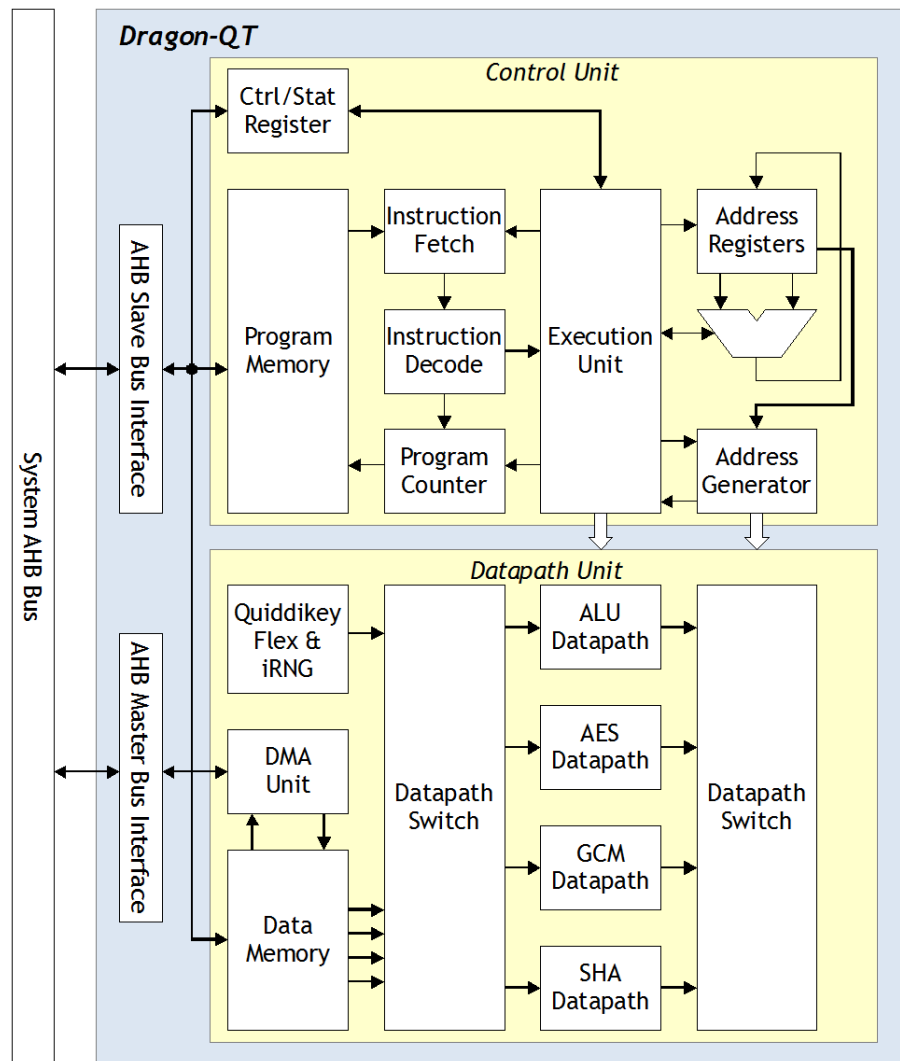 Dragon-QT
Control Unit
Ctrl/Stat
Register
Program
Memory
Instruction
Fetch
Instruction
Decode
Program
Counter
Execution
Unit
Address
Registers
Address
Generator
AHB Slave Bus Interface
System AHB Bus
AHB Master Bus Interface
Datapath Unit
Quiddikey
Flex &
iRNG
DMA
Unit
Data
Memory
Datapath
Switch
ALU
Datapath
AES
Datapath
GCM
Datapath
SHA
Datapath
Datapath
Switch